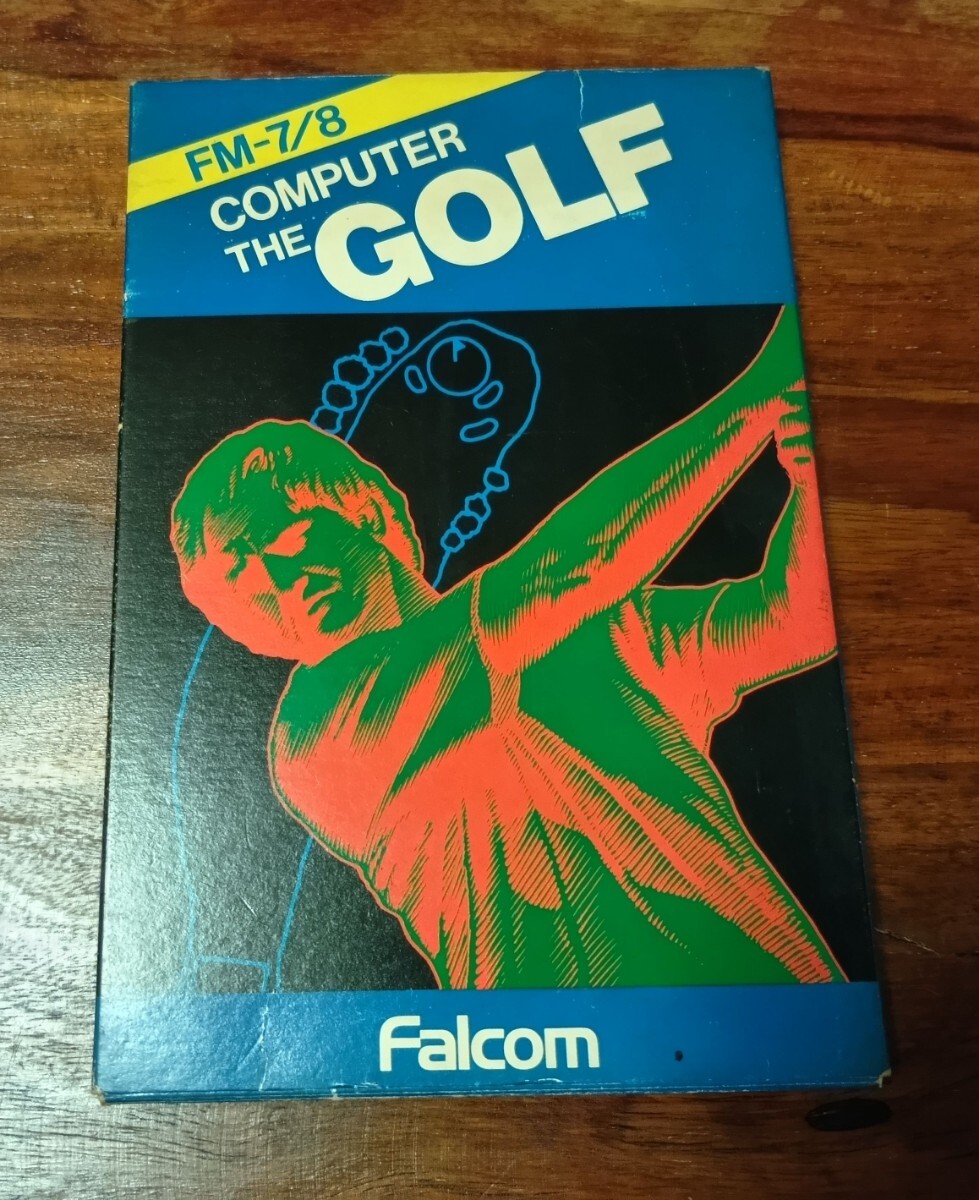 FM-7/8
COMPUTER
THE GOLF
Falcom